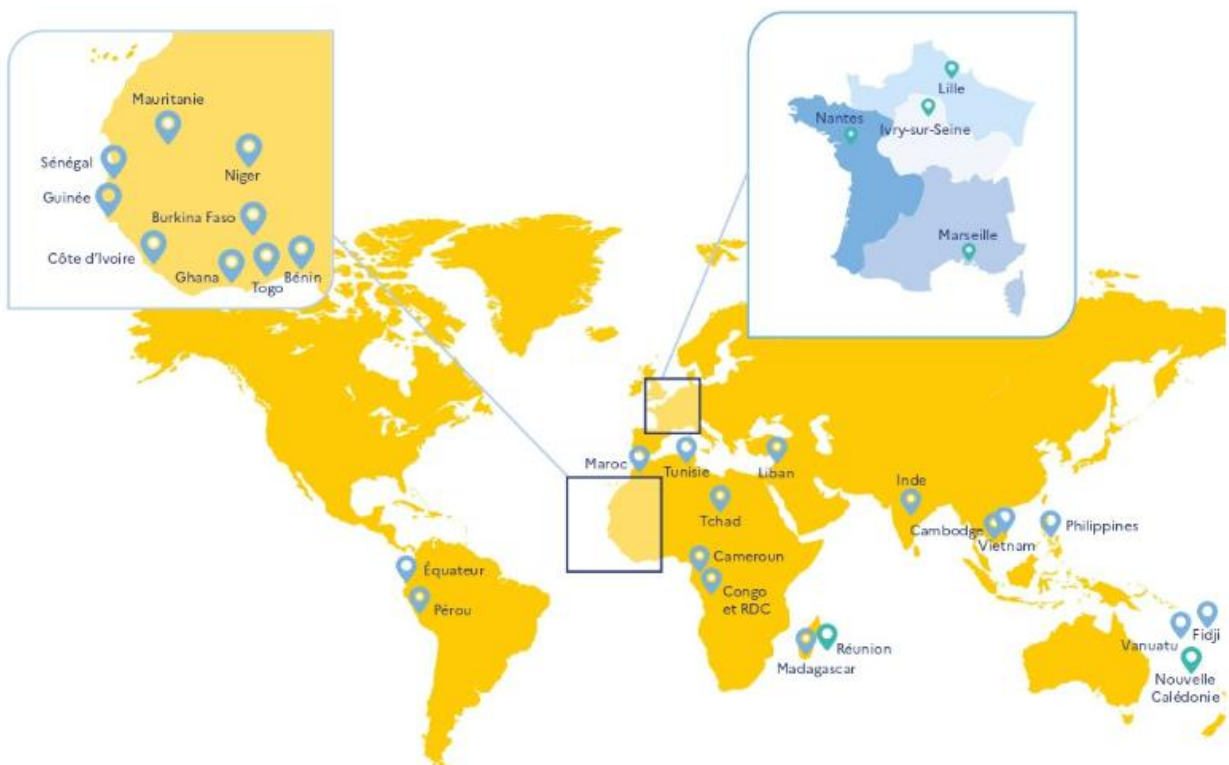 Mauritanie
Sénégal
Niger
Guinée
Burkina Faso
Côte d'Ivoire
Ghana
Togo
Bénin
Lille
Nantes
Ivry-sur-Seine
Marseille
Maroc
Tunisie
Liban
Tchad
Inde
Cambodge
Vietnam
Philippines
Cameroun
Équateur
Congo
et RDC
Pérou
Réunion
Madagascar
Vanuatu
Fidji
Nouvelle
Calédonie